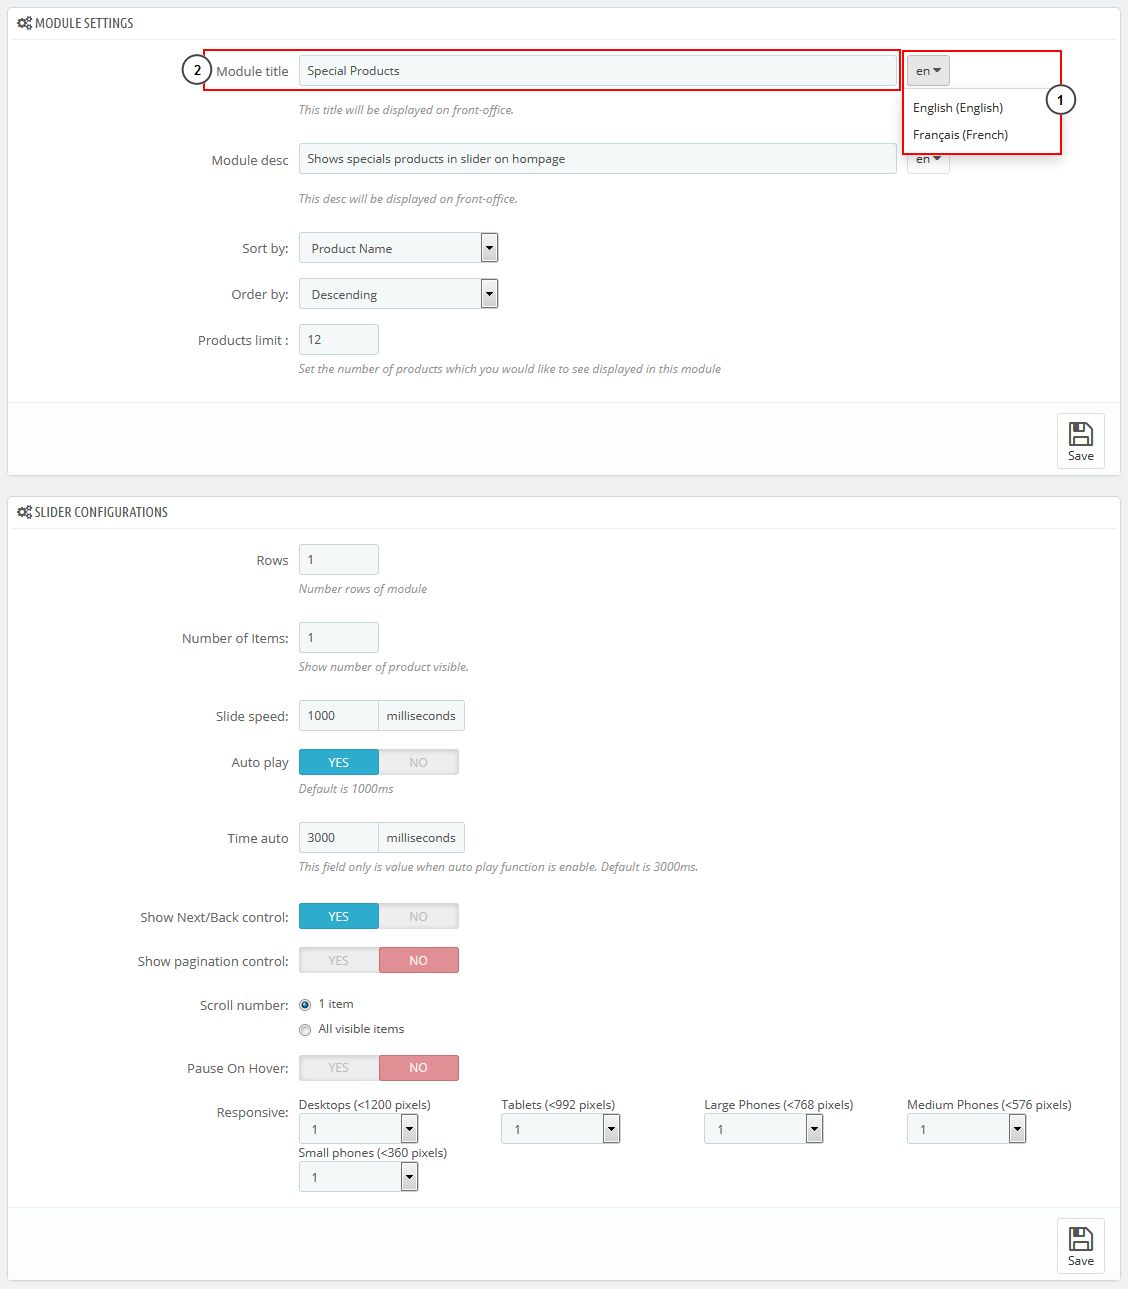 MODULE SETTINGS
2 Module title Special Products en
This title will be displayed on front-office.
1
English (English)
Français (French)
Module desc Shows specials products in slider on hompage en
This desc will be displayed on front-office.
Sort by: Product Name
Order by: Descending
Products limit : 12
Set the number of products which you would like to see displayed in this module
Save
SLIDER CONFIGURATIONS
Rows 1
Number rows of module
Number of Items: 1
Show number of product visible.
Slide speed: 1000 milliseconds
Auto play YES NO
Default is 1000ms
Time auto 3000 milliseconds
This field only is value when auto play function is enable. Default is 3000ms.
Show Next/Back control: YES NO
Show pagination control: YES NO
Scroll number: 1 item
All visible items
Pause On Hover: YES NO
Responsive: Desktops (<1200 pixels) Tablets (<992 pixels) Large Phones (<768 pixels) Medium Phones (<576 pixels)
1 1 1 1
Small phones (<360 pixels)
1
Save